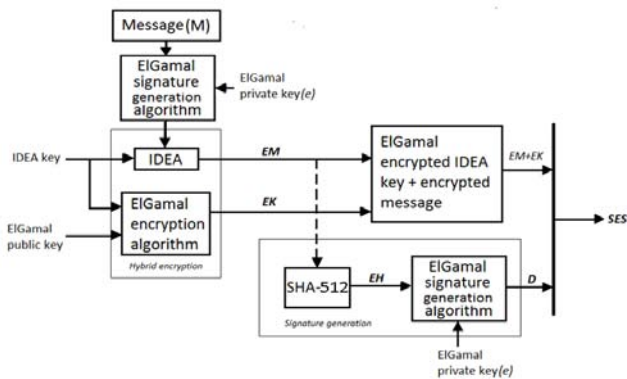 Message(M)
ElGamal
signature
generation
algorithm
ElGamal
private key(e)
IDEA key
IDEA
EM
ElGamal
encrypted IDEA
key + encrypted
message
EM+EK
ElGamal
public key
ElGamal
encryption
algorithm
EK
Hybrid encryption
SES
SHA-512
EH
ElGamal
signature
generation
algorithm
D
Signature generation
ElGamal
private key(e)